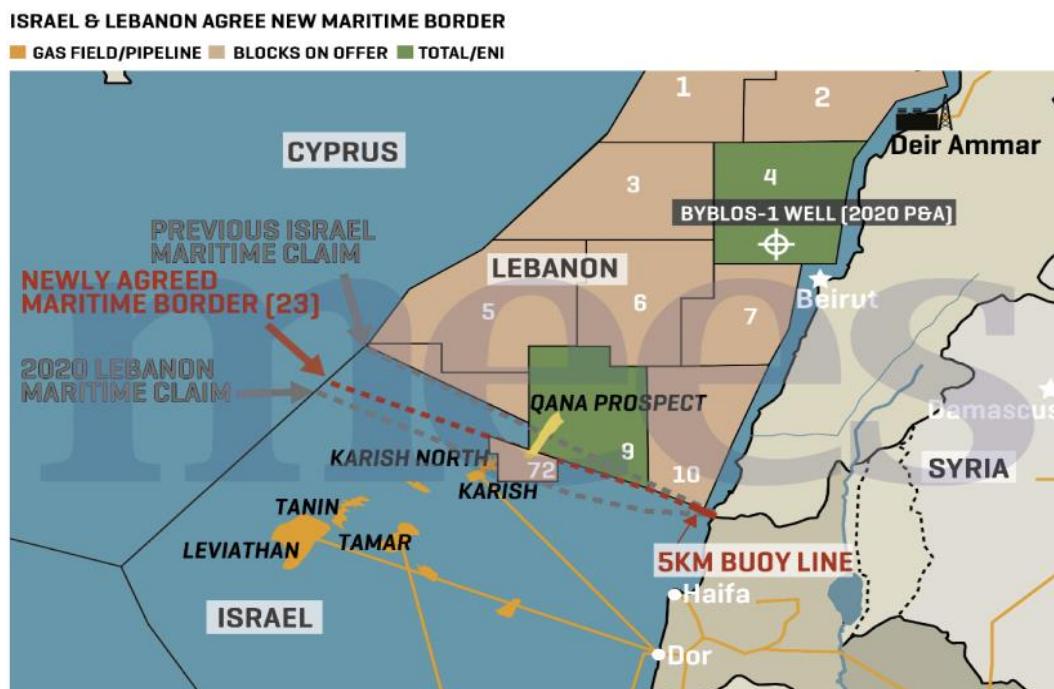 ISRAEL & LEBANON AGREE NEW MARITIME BORDER
GAS FIELD/PIPELINE BLOCKS ON OFFER TOTAL/ENI
1
2
Deir Ammar
CYPRUS
3
4
BYBLOS-1 WELL (2020 P&A)
PREVIOUS ISRAEL
MARITIME CLAIM
NEWLY AGREED
MARITIME BORDER (23)
LEBANON
5
6
7
Beirut
2020 LEBANON
MARITIME CLAIM
QANA PROSPECT
Damascus
mees
KARISH NORTH
72
9
10
SYRIA
KARISH
TANIN
LEVIATHAN
TAMAR
5KM BUOY LINE
Haifa
ISRAEL
Dor